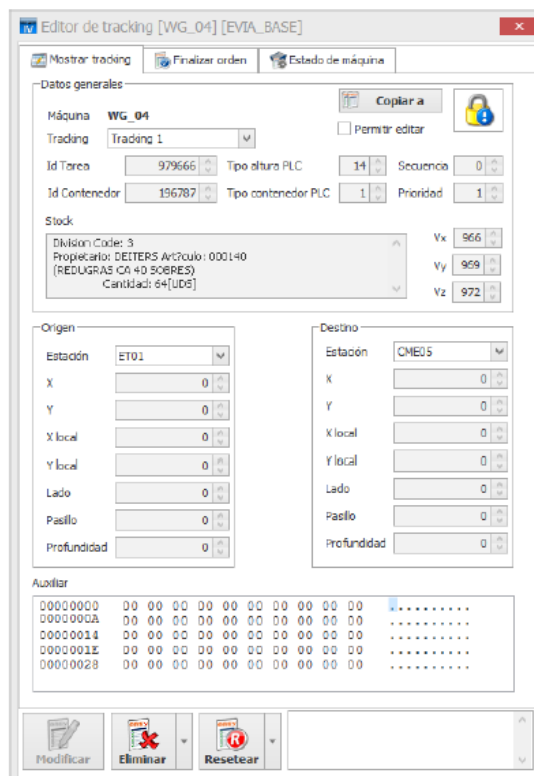 Editor de tracking [WG_04] [EVIA_BASE]
Mostrar tracking Finalizar orden Estado de máquina
Datos generales
Copiar a
Máquina WG_04
Permitir editar
Tracking Tracking 1
Id Tarea 979666 Tipo altura PLC 14 Secuencia 0
Id Contenedor 196787 Tipo contenedor PLC 1 Prioridad 1
Stock
Division Code: 3
Propietario: DEITERS Art?culo: 000140
(REDUGRAS CA 40 SOBRES)
Cantidad: 64[UDS]
Vx 966
Vy 969
Vz 972
Origen
Estación ET01
X 0
Y 0
X local 0
Y local 0
Lado 0
Pasillo 0
Profundidad 0
Destino
Estación CME05
X 0
Y 0
X local 0
Y local 0
Lado 0
Pasillo 0
Profundidad 0
Auxiliar
00000000 00 00 00 00 00 00 00 00 00 00 ..........
0000000A 00 00 00 00 00 00 00 00 00 00 ..........
00000014 00 00 00 00 00 00 00 00 00 00 ..........
0000001E 00 00 00 00 00 00 00 00 00 00 ..........
00000028 00 00 00 00 00 00 00 00 00 00 ..........
Modificar Eliminar Resetear